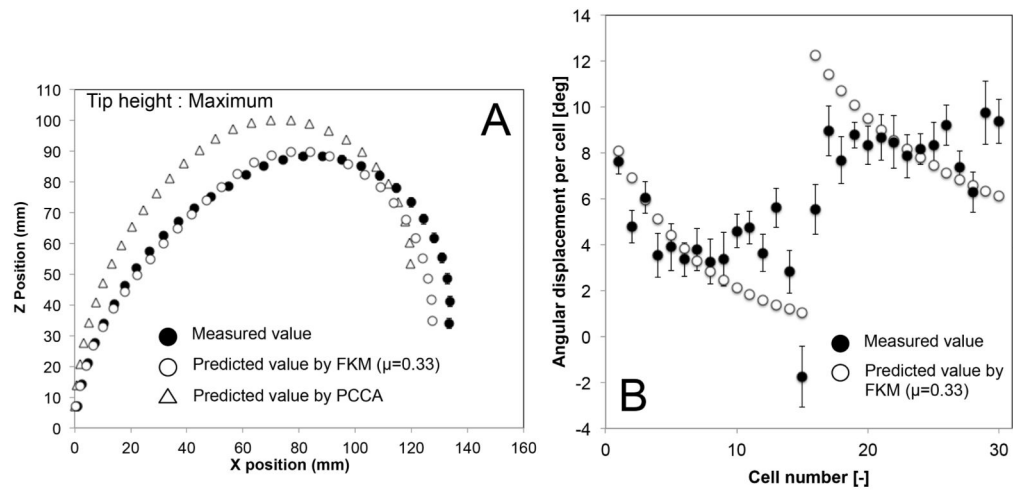 Tip height : Maximum
A
Z Position (mm)
110
100
90
80
70
60
50
40
30
20
10
0
Measured value
Predicted value by FKM (μ=0.33)
Predicted value by PCCA
0 20 40 60 80 100 120 140 160
X position (mm)
Angular displacement per cell [deg]
14
12
10
8
6
4
2
0
-2
-4
B
Measured value
Predicted value by
FKM (μ=0.33)
0 10 20 30
Cell number [-]